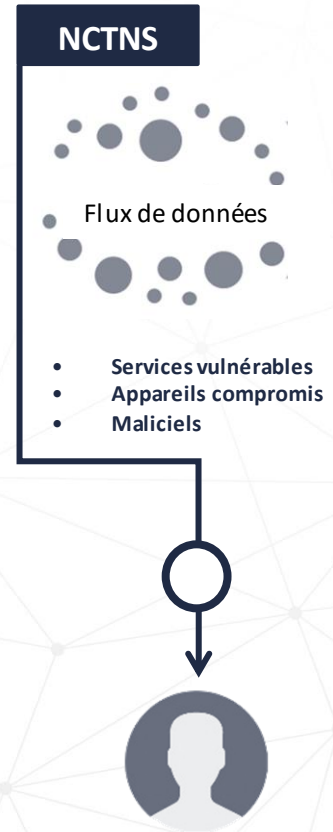 NCTNS
Flux de données
• Services vulnérables
• Appareils compromis
• Maliciels